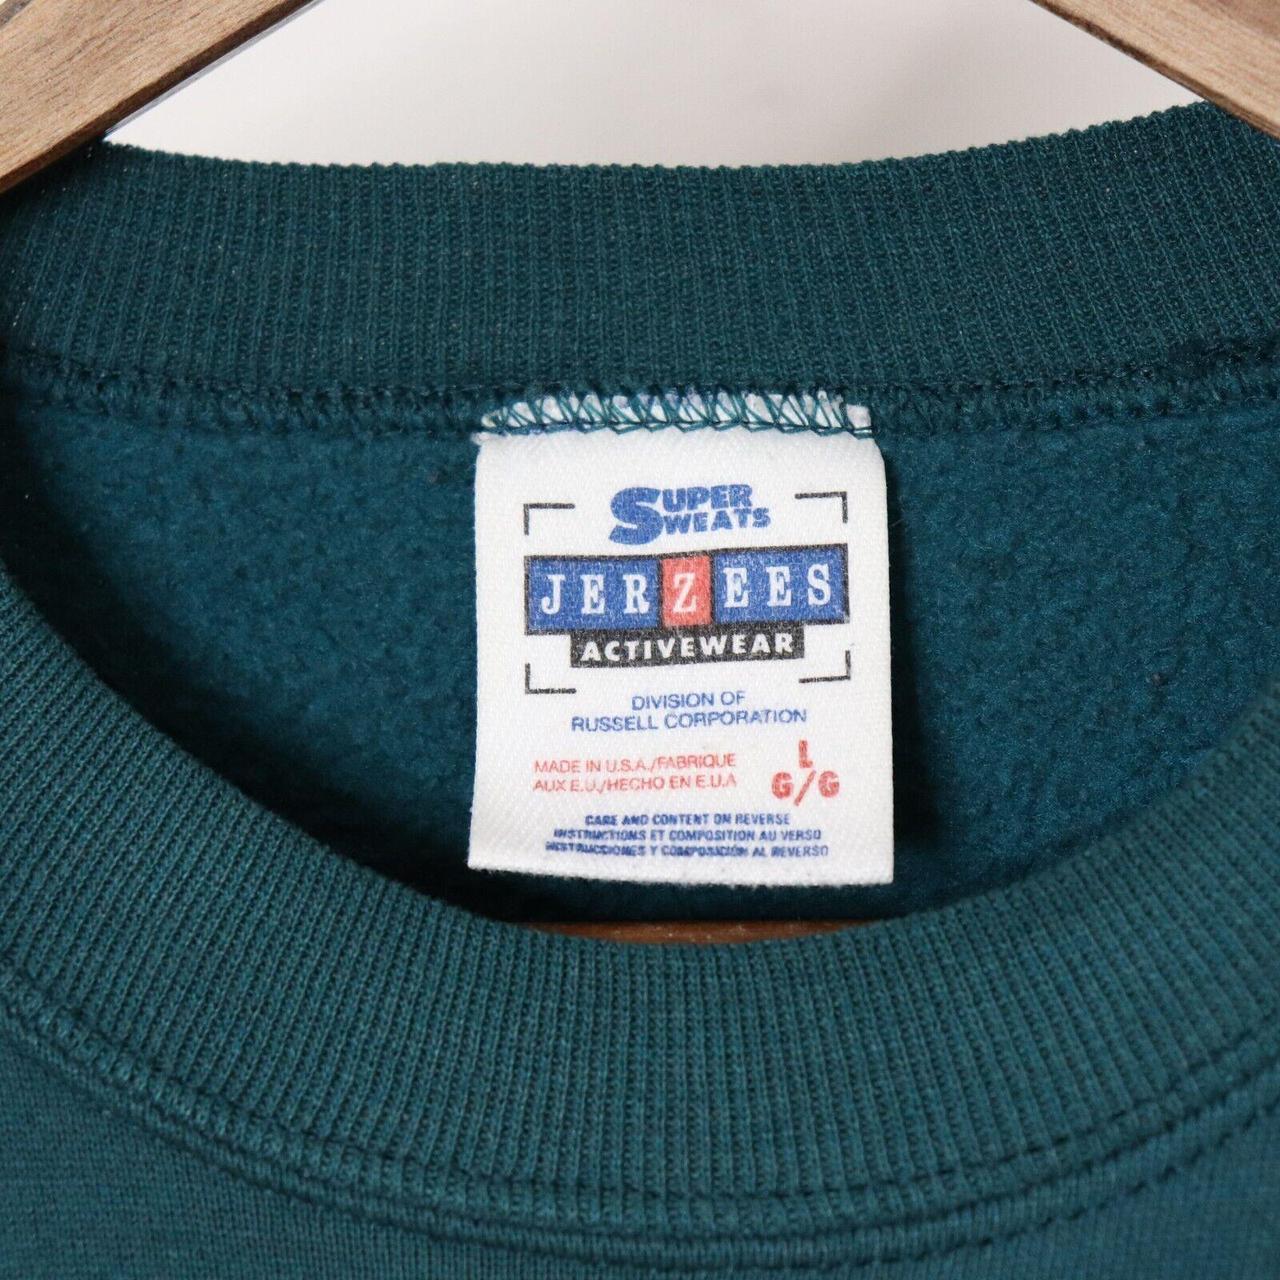 SUPER
SWEATS
JERZEES
ACTIVEWEAR
DIVISION OF
RUSSELL CORPORATION
MADE IN U.S.A./FABRIQUE
AUX E.U./HECHO EN E.U.A
L
G/G
CARE AND CONTENT ON REVERSE
INSTRUCTIONS ET COMPOSITION AU VERSO
INSTRUCCIONES Y COMPOSICIÓN AL REVERSO